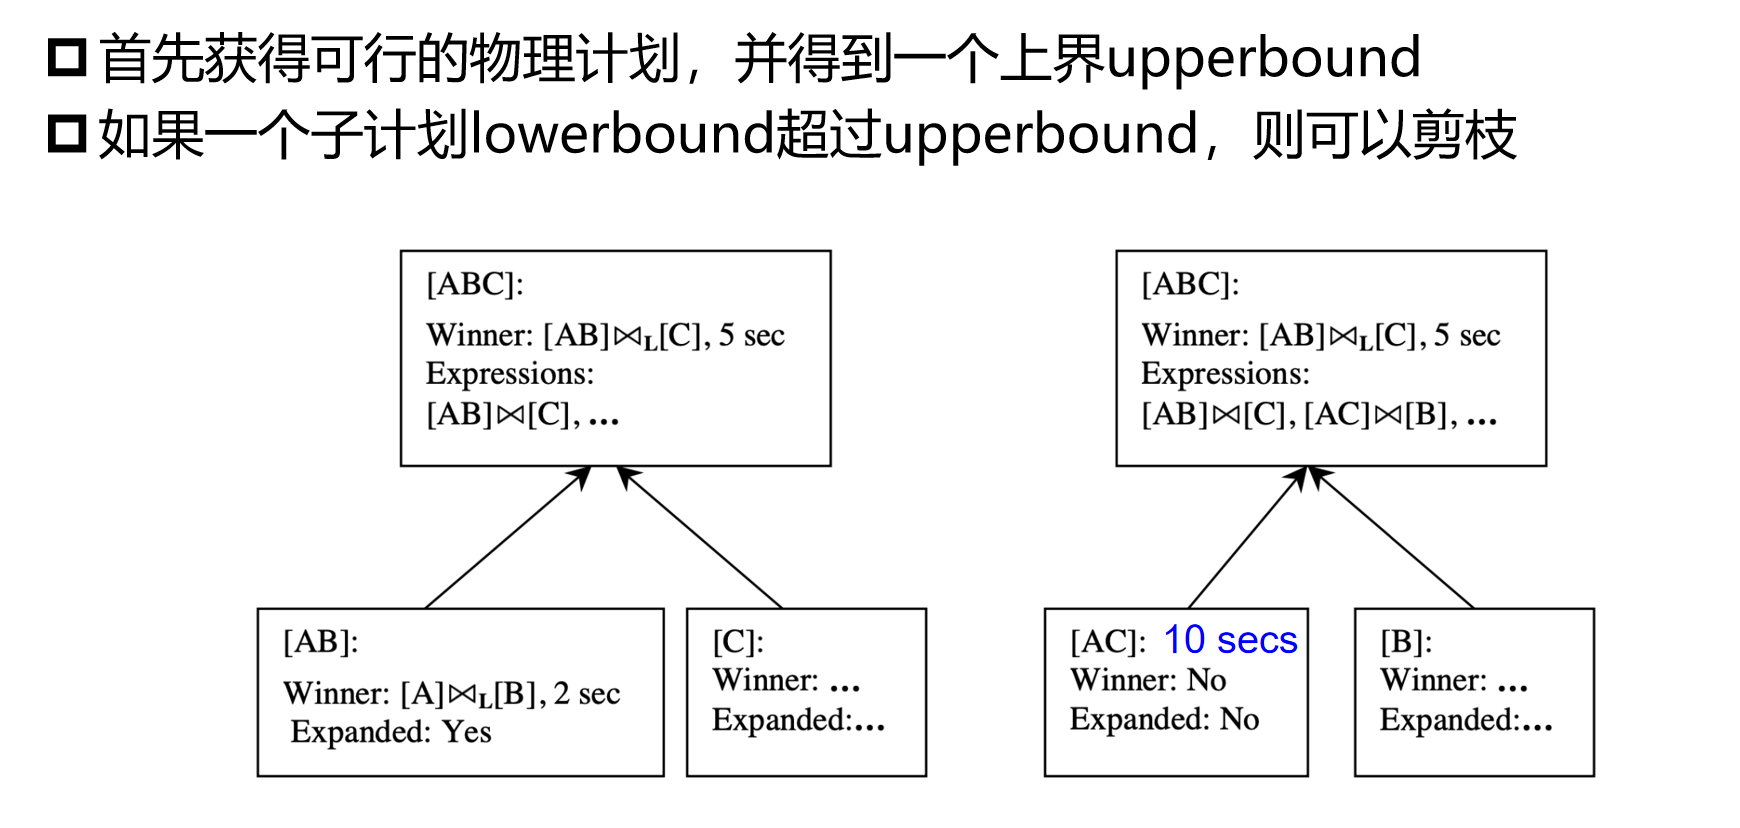 首先获得可行的物理计划，并得到一个上界upperbound
如果一个子计划lowerbound超过upperbound，则可以剪枝
[ABC]:
Winner: [AB]⋈L[C], 5 sec
Expressions:
[AB]⋈[C], ...
[ABC]:
Winner: [AB]⋈L[C], 5 sec
Expressions:
[AB]⋈[C], [AC]⋈[B], ...
[AB]:
Winner: [A]⋈L[B], 2 sec
Expanded: Yes
[C]:
Winner: ...
Expanded:...
[AC]: 10 secs
Winner: No
Expanded: No
[B]:
Winner: ...
Expanded:...